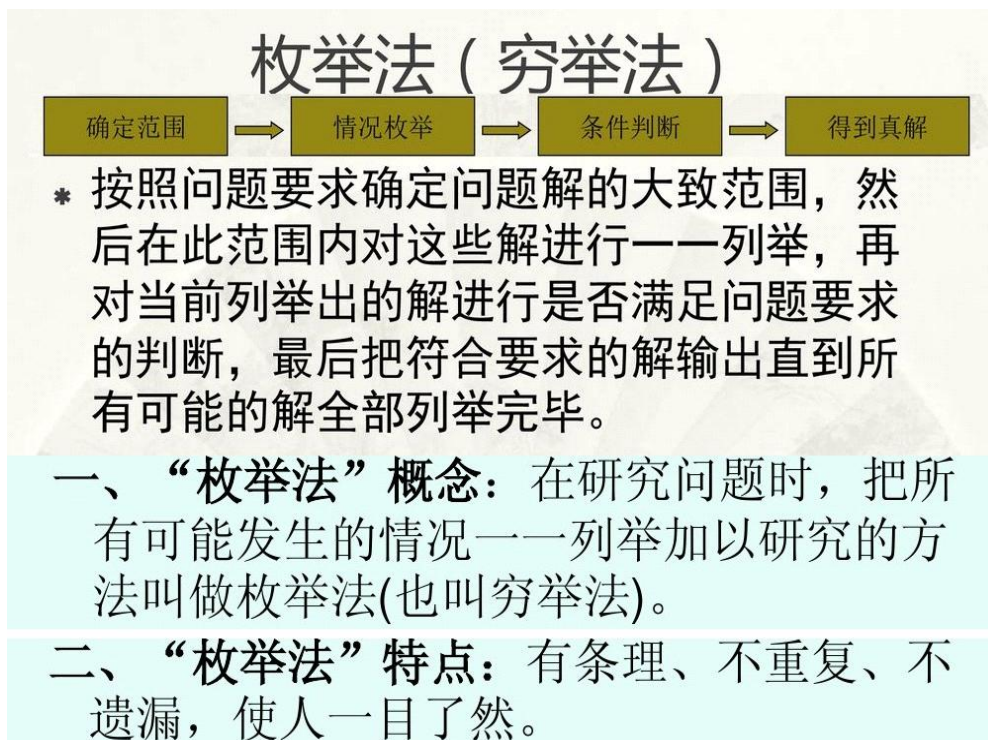 枚举法（穷举法）
确定范围
情况枚举
条件判断
得到真解
按照问题要求确定问题解的大致范围，然
后在此范围内对这些解进行一一列举，再
对当前列举出的解进行是否满足问题要求
的判断，最后把符合要求的解输出直到所
有可能的解全部列举完毕。
一、“枚举法”概念：在研究问题时，把所
有可能发生的情况一一列举加以研究的方
法叫做枚举法(也叫穷举法)。
二、“枚举法”特点：有条理、不重复、不
遗漏，使人一目了然。